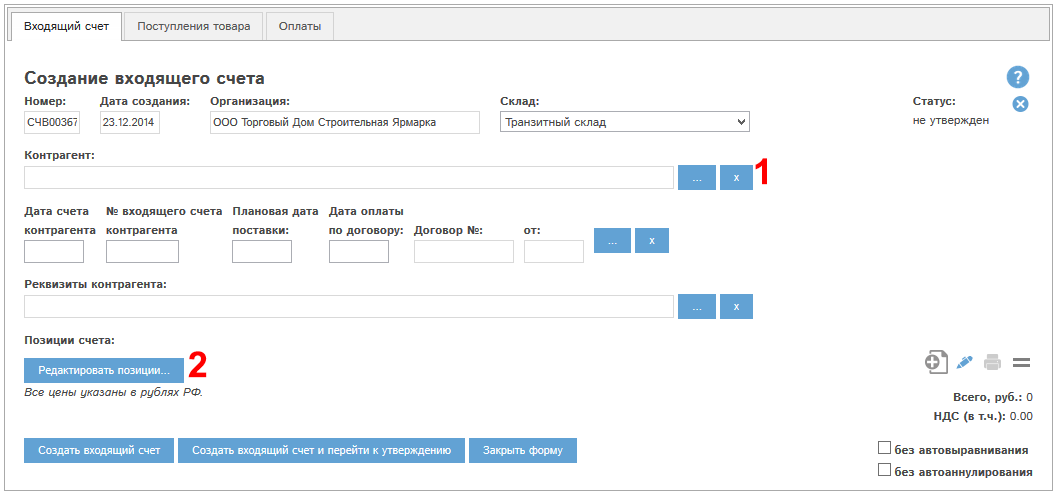 Входящий счет Поступления товара Оплаты
Создание входящего счета ?
Номер: Дата создания: Организация: Склад: Статус:
СЧВ00367 23.12.2014 ООО Торговый Дом Строительная Ярмарка Транзитный склад не утвержден
Контрагент:
... x 1
Дата счета № входящего счета Плановая дата Дата оплаты
контрагента контрагента поставки: по договору: Договор №: от:
... x
Реквизиты контрагента:
... x
Позиции счета:
Редактировать позиции... 2
Все цены указаны в рублях РФ.
Всего, руб.: 0
НДС (в т.ч.): 0.00
Создать входящий счет Создать входящий счет и перейти к утверждению Закрыть форму
без автовыравнивания
без автоаннулирования